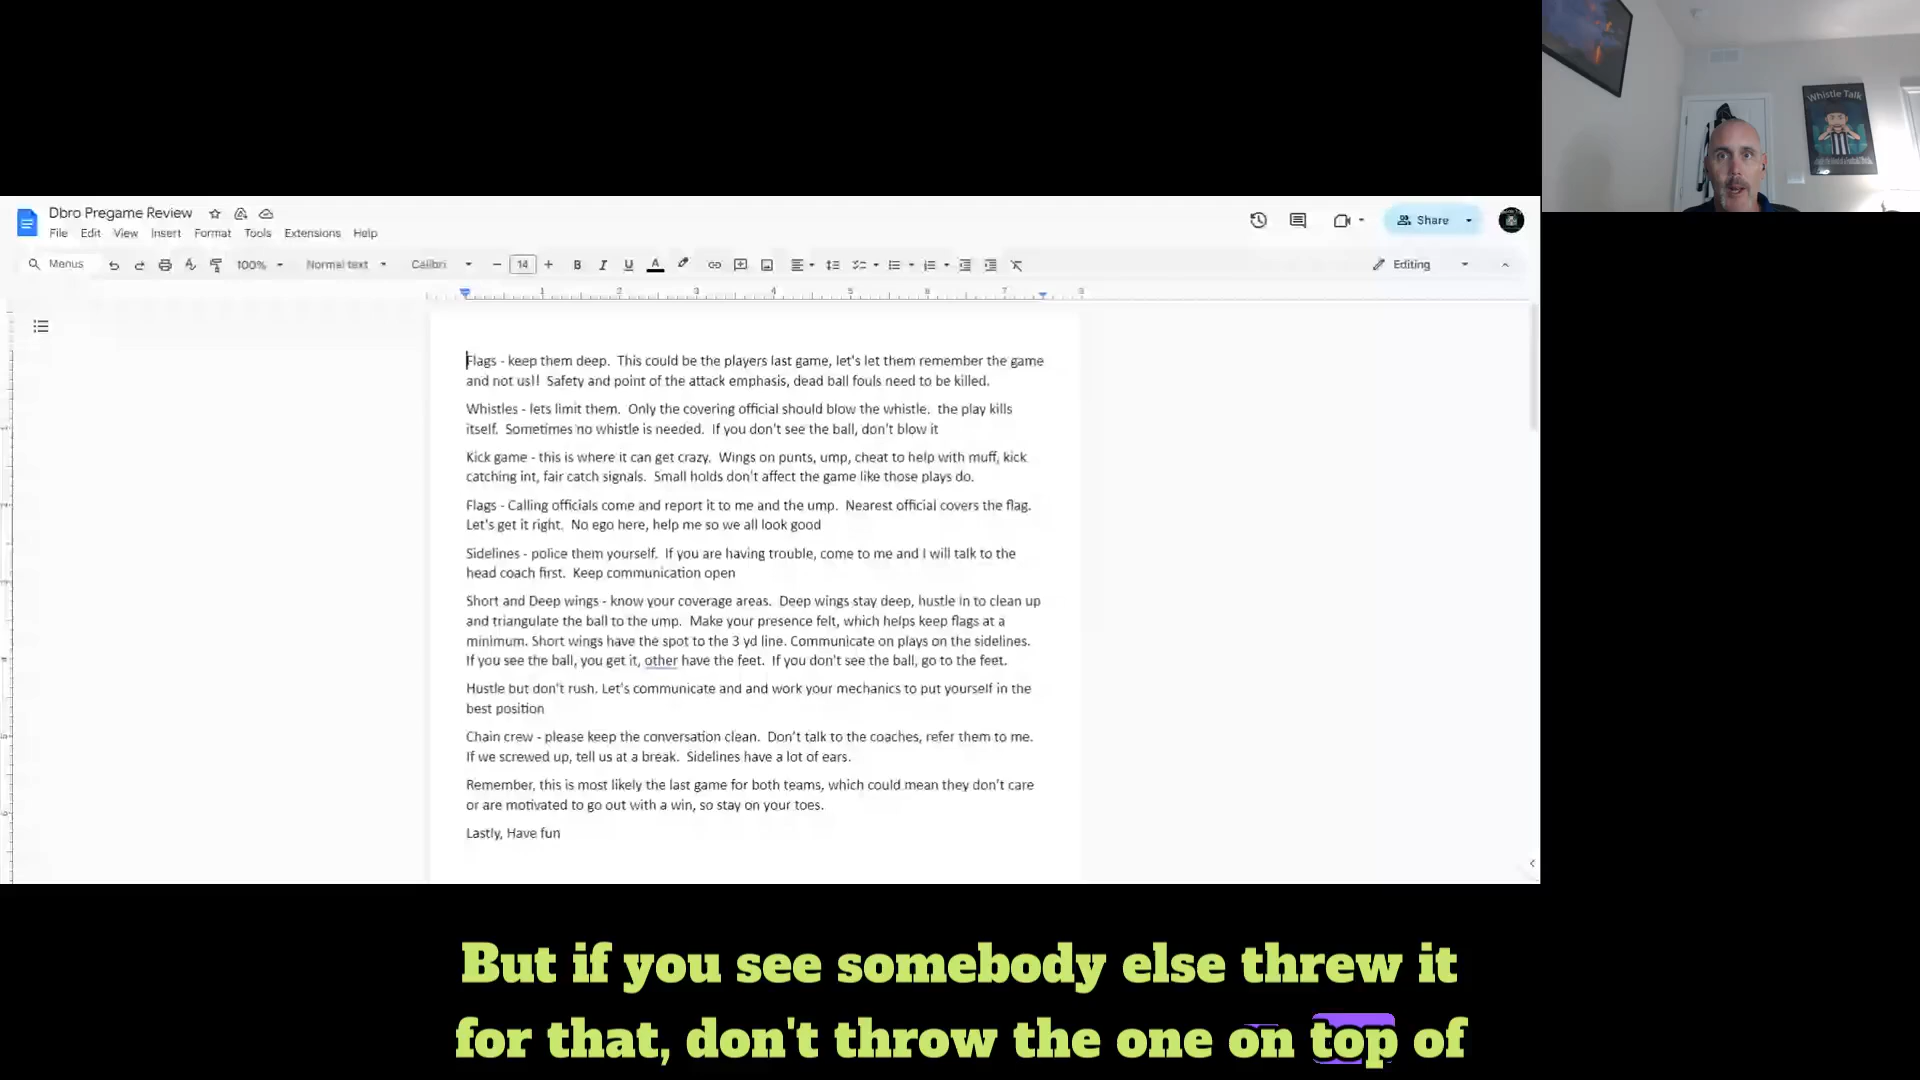 Whistle Talk
Dbro Pregame Review
File Edit View Insert Format Tools Extensions Help
Share
Menus 100% Normal text Calibri 14 Editing
Flags - keep them deep. This could be the players last game, let's let them remember the game
and not us!! Safety and point of the attack emphasis, dead ball fouls need to be killed.
Whistles - lets limit them. Only the covering official should blow the whistle. the play kills
itself. Sometimes no whistle is needed. If you don't see the ball, don't blow it
Kick game - this is where it can get crazy. Wings on punts, ump, cheat to help with muff, kick
catching int, fair catch signals. Small holds don't affect the game like those plays do.
Flags - Calling officials come and report it to me and the ump. Nearest official covers the flag.
Let's get it right. No ego here, help me so we all look good
Sidelines - police them yourself. If you are having trouble, come to me and I will talk to the
head coach first. Keep communication open
Short and Deep wings - know your coverage areas. Deep wings stay deep, hustle in to clean up
and triangulate the ball to the ump. Make your presence felt, which helps keep flags at a
minimum. Short wings have the spot to the 3 yd line. Communicate on plays on the sidelines.
If you see the ball, you get it, other have the feet. If you don't see the ball, go to the feet.
Hustle but don't rush. Let's communicate and and work your mechanics to put yourself in the
best position
Chain crew - please keep the conversation clean. Don't talk to the coaches, refer them to me.
If we screwed up, tell us at a break. Sidelines have a lot of ears.
Remember, this is most likely the last game for both teams, which could mean they don't care
or are motivated to go out with a win, so stay on your toes.
Lastly, Have fun
But if you see somebody else threw it
for that, don't throw the one on top of